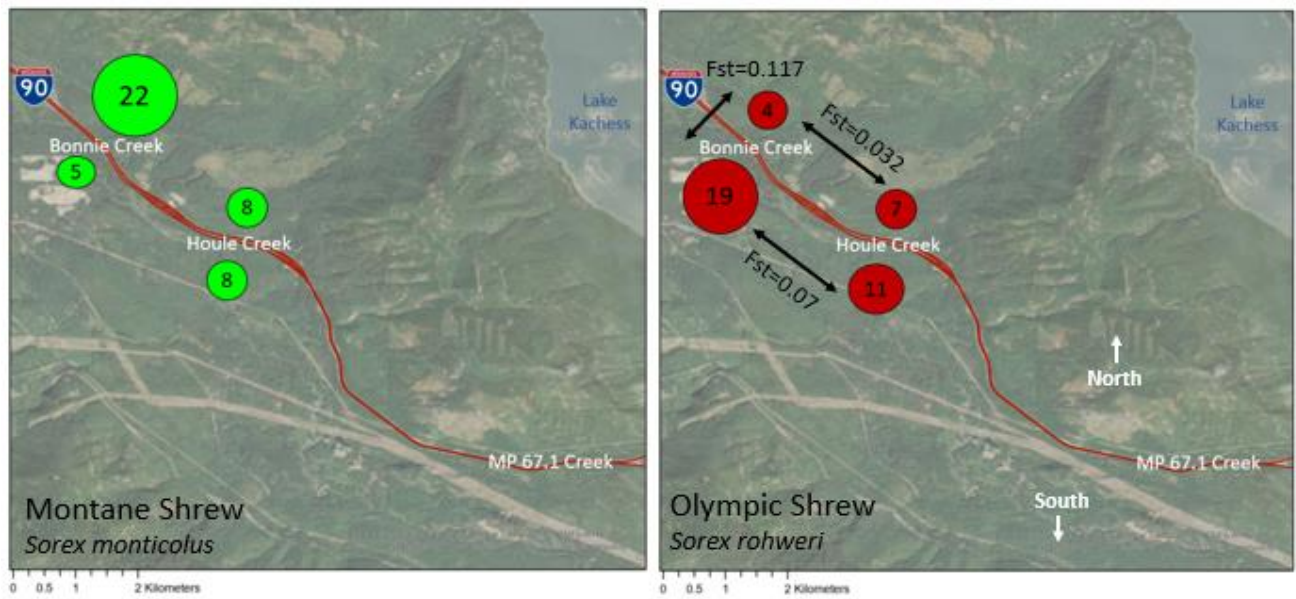 90
22
Bonnie Creek
5
8
Houle Creek
8
Lake
Kachess
MP 67.1 Creek
Montane Shrew
Sorex monticolus
0 0.5 1 2 Kilometers
90
Fst=0.117
4
Fst=0.032
Bonnie Creek
19
7
Houle Creek
Fst=0.07
11
Lake
Kachess
North
MP 67.1 Creek
South
Olympic Shrew
Sorex rohweri
0 0.5 1 2 Kilometers